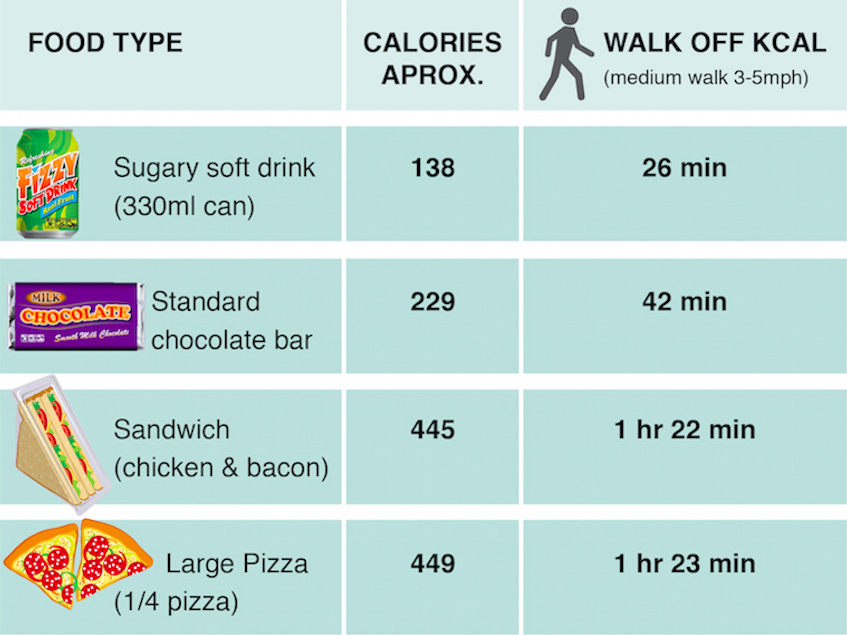 FOOD TYPE
CALORIES
APROX.
WALK OFF KCAL
(medium walk 3-5mph)
Refreshing
FIZZY
SOFT DRINK
Real Fruit
Sugary soft drink
(330ml can)
138
26 min
MILK
CHOCOLATE
Smooth Milk Chocolate
Standard
chocolate bar
229
42 min
Sandwich
(chicken & bacon)
445
1 hr 22 min
Large Pizza
(1/4 pizza)
449
1 hr 23 min